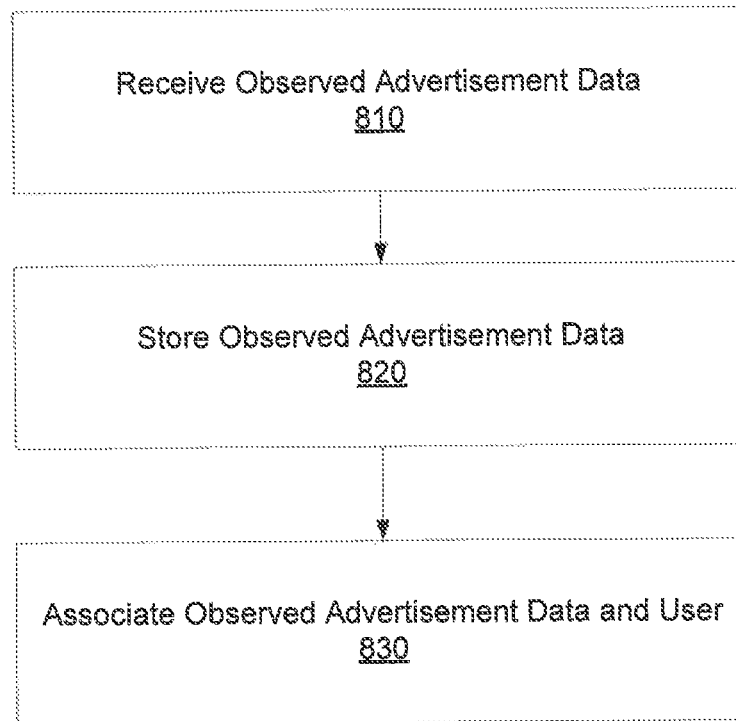 Receive Observed Advertisement Data
810
Store Observed Advertisement Data
820
Associate Observed Advertisement Data and User
830